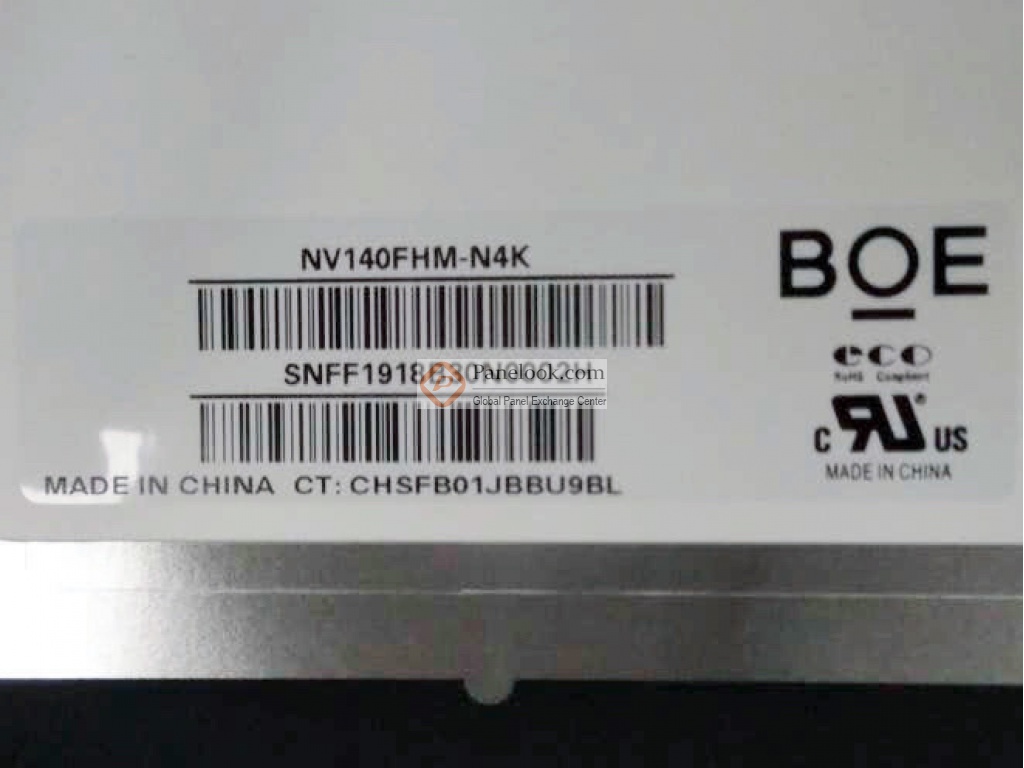 NV140FHM-N4K
BOE
Panelook.com
Global Panel Exchange Center
eco
RoHS Compliant
C US
MADE IN CHINA
MADE IN CHINA CT: CHSFB01JBBU9BL